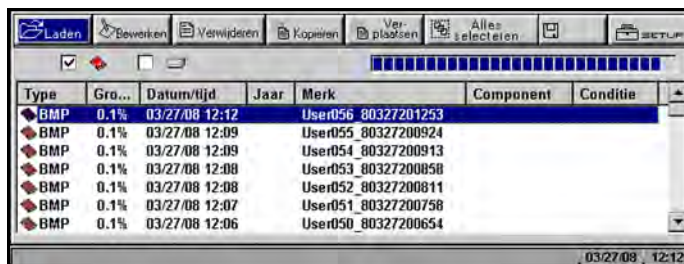 Laden Bewerken Verwijderen Kopiëren Ver-plaatsen Alles selecteren SETUP
Type Gro... Datum/tijd Jaar Merk Component Conditie
BMP 0.1% 03/27/08 12:12 User056_80327201253
BMP 0.1% 03/27/08 12:09 User055_80327200924
BMP 0.1% 03/27/08 12:09 User054_80327200913
BMP 0.1% 03/27/08 12:08 User053_80327200858
BMP 0.1% 03/27/08 12:08 User052_80327200811
BMP 0.1% 03/27/08 12:07 User051_80327200758
BMP 0.1% 03/27/08 12:06 User050_80327200654
03/27/08 12:12